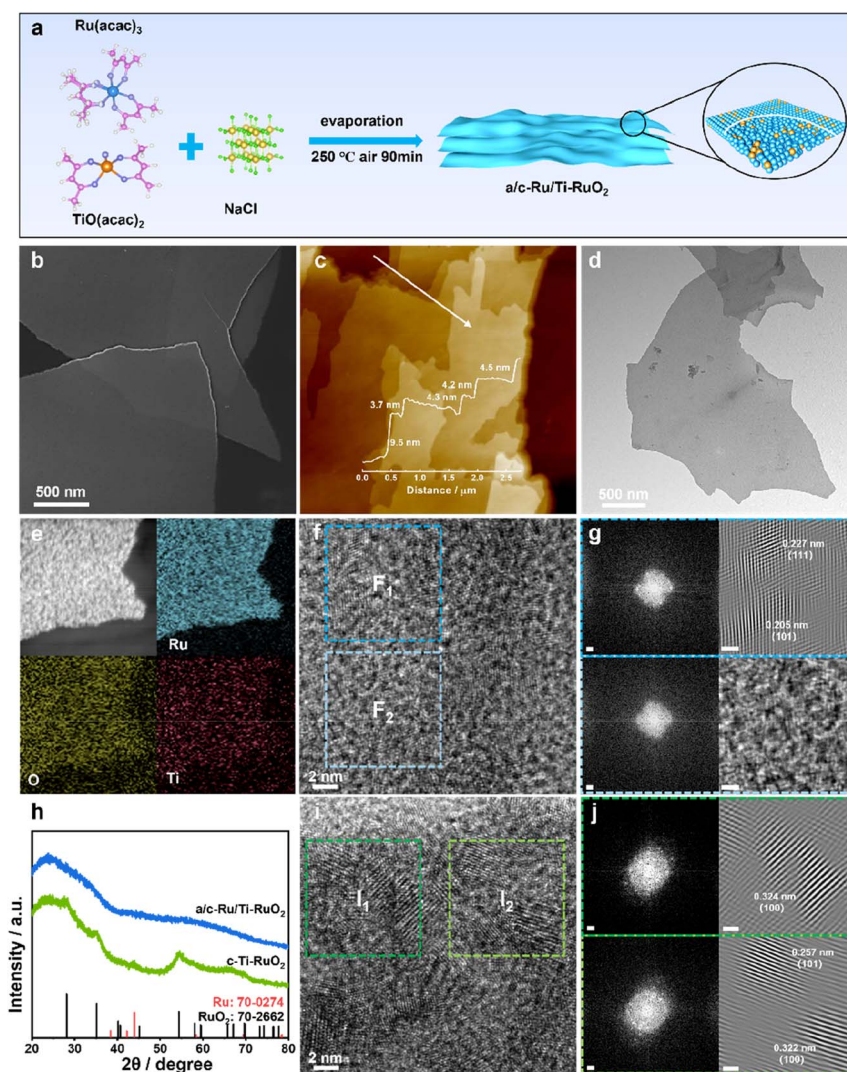 a
Ru(acac)3
TiO(acac)2
NaCl
evaporation
250 ℃ air 90min
a/c-Ru/Ti-RuO2
b
500 nm
c
3.7 nm
9.5 nm
4.3 nm
4.2 nm
4.5 nm
0.0 0.5 1.0 1.5 2.0 2.5
Distance / μm
d
500 nm
e
Ru
O
Ti
f
F1
F2
2 nm
g
0.227 nm
(111)
0.205 nm
(101)
h
Intensity / a.u.
a/c-Ru/Ti-RuO2
c-Ti-RuO2
Ru: 70-0274
RuO2: 70-2662
20 30 40 50 60 70 80
2θ / degree
i
I1
I2
2 nm
j
0.324 nm
(100)
0.257 nm
(101)
0.322 nm
(100)